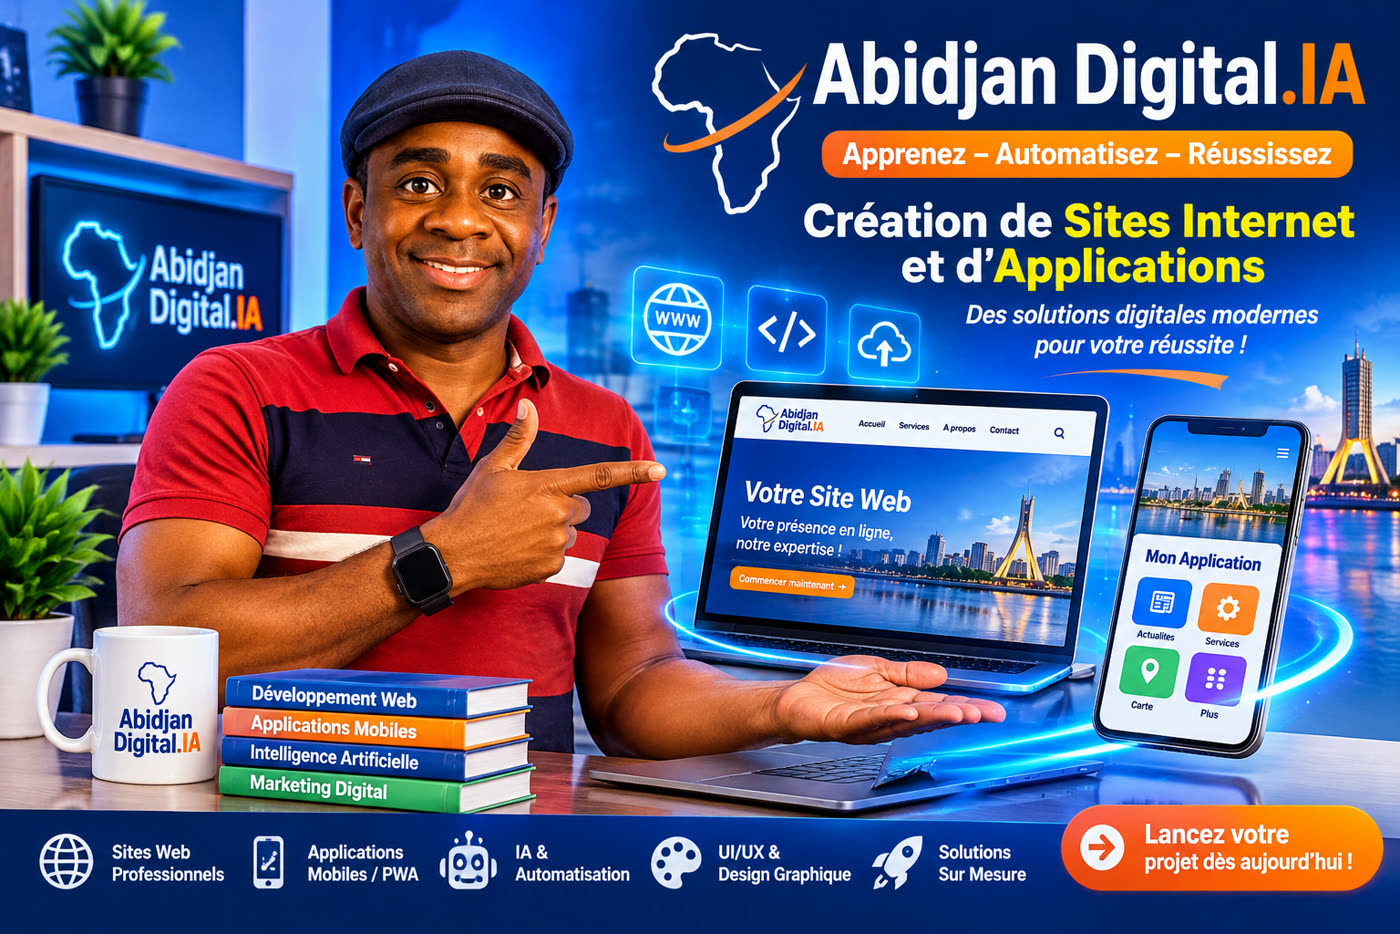 Abidjan Digital.IA
Apprenez – Automatisez – Réussissez
Création de Sites Internet
et d'Applications
Des solutions digitales modernes
pour votre réussite !
Abidjan
Digital.IA
WWW
</>
Abidjan
Digital.IA
Accueil Services A propos Contact
Votre Site Web
Votre présence en ligne,
notre expertise !
Commencer maintenant →
Mon Application
Actualites
Services
Carte
Plus
Abidjan
Digital.IA
Développement Web
Applications Mobiles
Intelligence Artificielle
Marketing Digital
Sites Web
Professionnels
Applications
Mobiles / PWA
IA &
Automatisation
UI/UX &
Design Graphique
Solutions
Sur Mesure
Lancez votre
projet dès aujourd'hui !